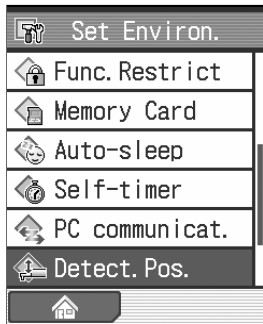 Set Environ.
Func.Restrict
Memory Card
Auto-sleep
Self-timer
PC communicat.
Detect.Pos.